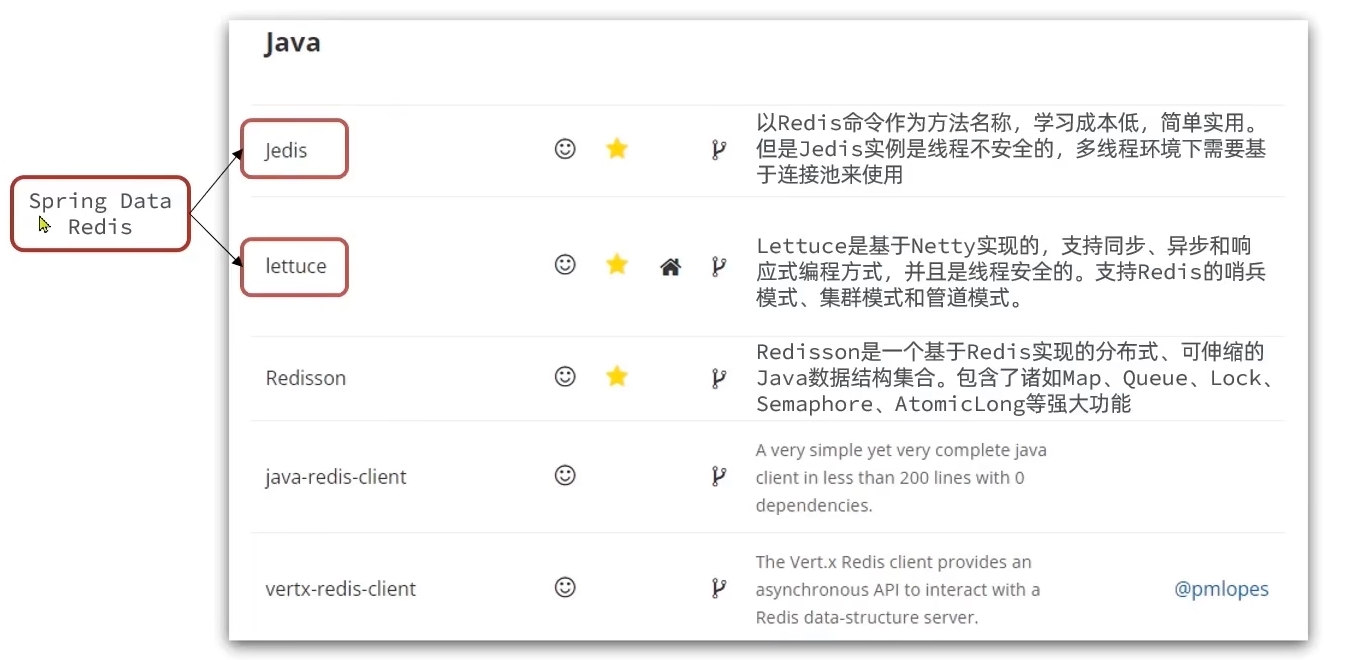 Java
Jedis
以Redis命令作为方法名称，学习成本低，简单实用。
但是Jedis实例是线程不安全的，多线程环境下需要基
于连接池来使用
Spring Data
Redis
lettuce
Lettuce是基于Netty实现的，支持同步、异步和响
应式编程方式，并且是线程安全的。支持Redis的哨兵
模式、集群模式和管道模式。
Redisson
Redisson是一个基于Redis实现的分布式、可伸缩的
Java数据结构集合。包含了诸如Map、Queue、Lock、
Semaphore、AtomicLong等强大功能
java-redis-client
A very simple yet very complete java
client in less than 200 lines with 0
dependencies.
vertx-redis-client
The Vert.x Redis client provides an
asynchronous API to interact with a
Redis data-structure server.
@pmlopes